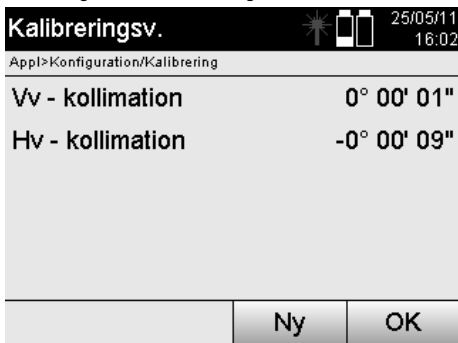 Kalibreringsv.
25/05/11
16:02
Appl>Konfiguration/Kalibrering
Vv - kollimation 0° 00' 01"
Hv - kollimation -0° 00' 09"
Ny OK